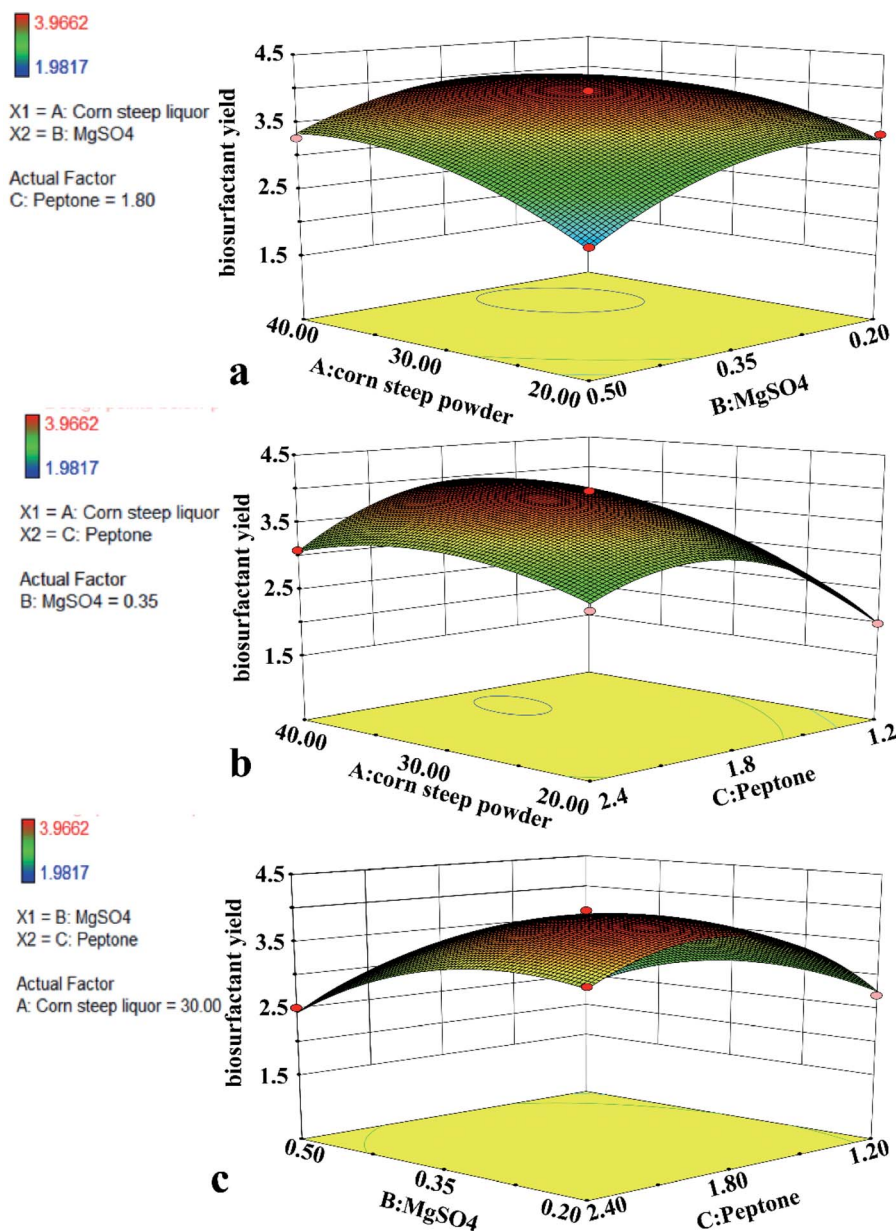 3.9662
1.9817
X1 = A: Corn steep liquor
X2 = B: MgSO4
Actual Factor
C: Peptone = 1.80
biosurfactant yield
4.5
3.5
2.5
1.5
40.00
30.00
20.00
A:corn steep powder
0.50
0.35
0.20
B:MgSO4
a
3.9662
1.9817
X1 = A: Corn steep liquor
X2 = C: Peptone
Actual Factor
B: MgSO4 = 0.35
biosurfactant yield
4.5
3.5
2.5
1.5
40.00
30.00
20.00
A:corn steep powder
2.4
1.8
1.2
C:Peptone
b
3.9662
1.9817
X1 = B: MgSO4
X2 = C: Peptone
Actual Factor
A: Corn steep liquor = 30.00
biosurfactant yield
4.5
3.5
2.5
1.5
0.50
0.35
0.20
B:MgSO4
2.40
1.80
1.20
C:Peptone
c